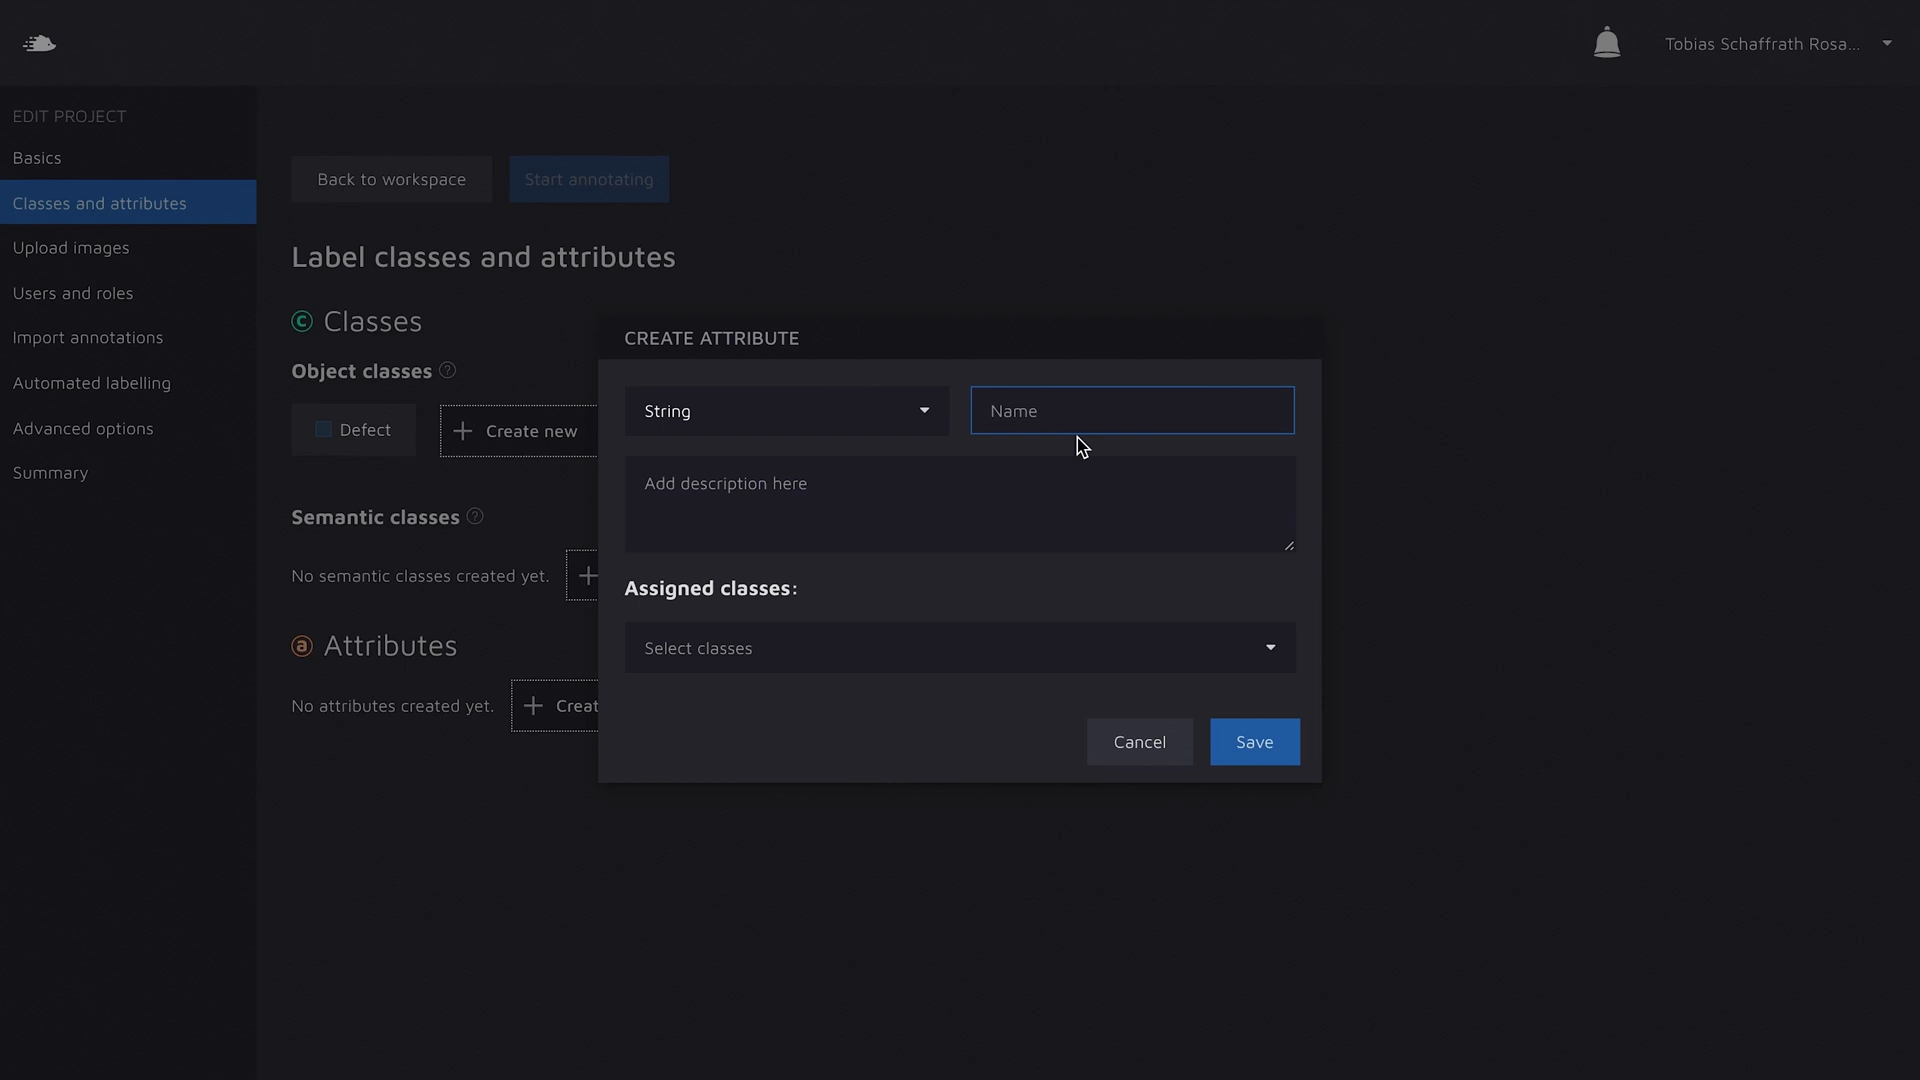 Tobias Schaffrath Rosa...
EDIT PROJECT
Basics
Classes and attributes
Upload images
Users and roles
Import annotations
Automated labelling
Advanced options
Summary
Back to workspace
Start annotating
Label classes and attributes
C Classes
Object classes ?
Defect
+ Create new
Semantic classes ?
No semantic classes created yet.
+
a Attributes
No attributes created yet.
+ Creat
CREATE ATTRIBUTE
String
Name
Add description here
Assigned classes:
Select classes
Cancel
Save